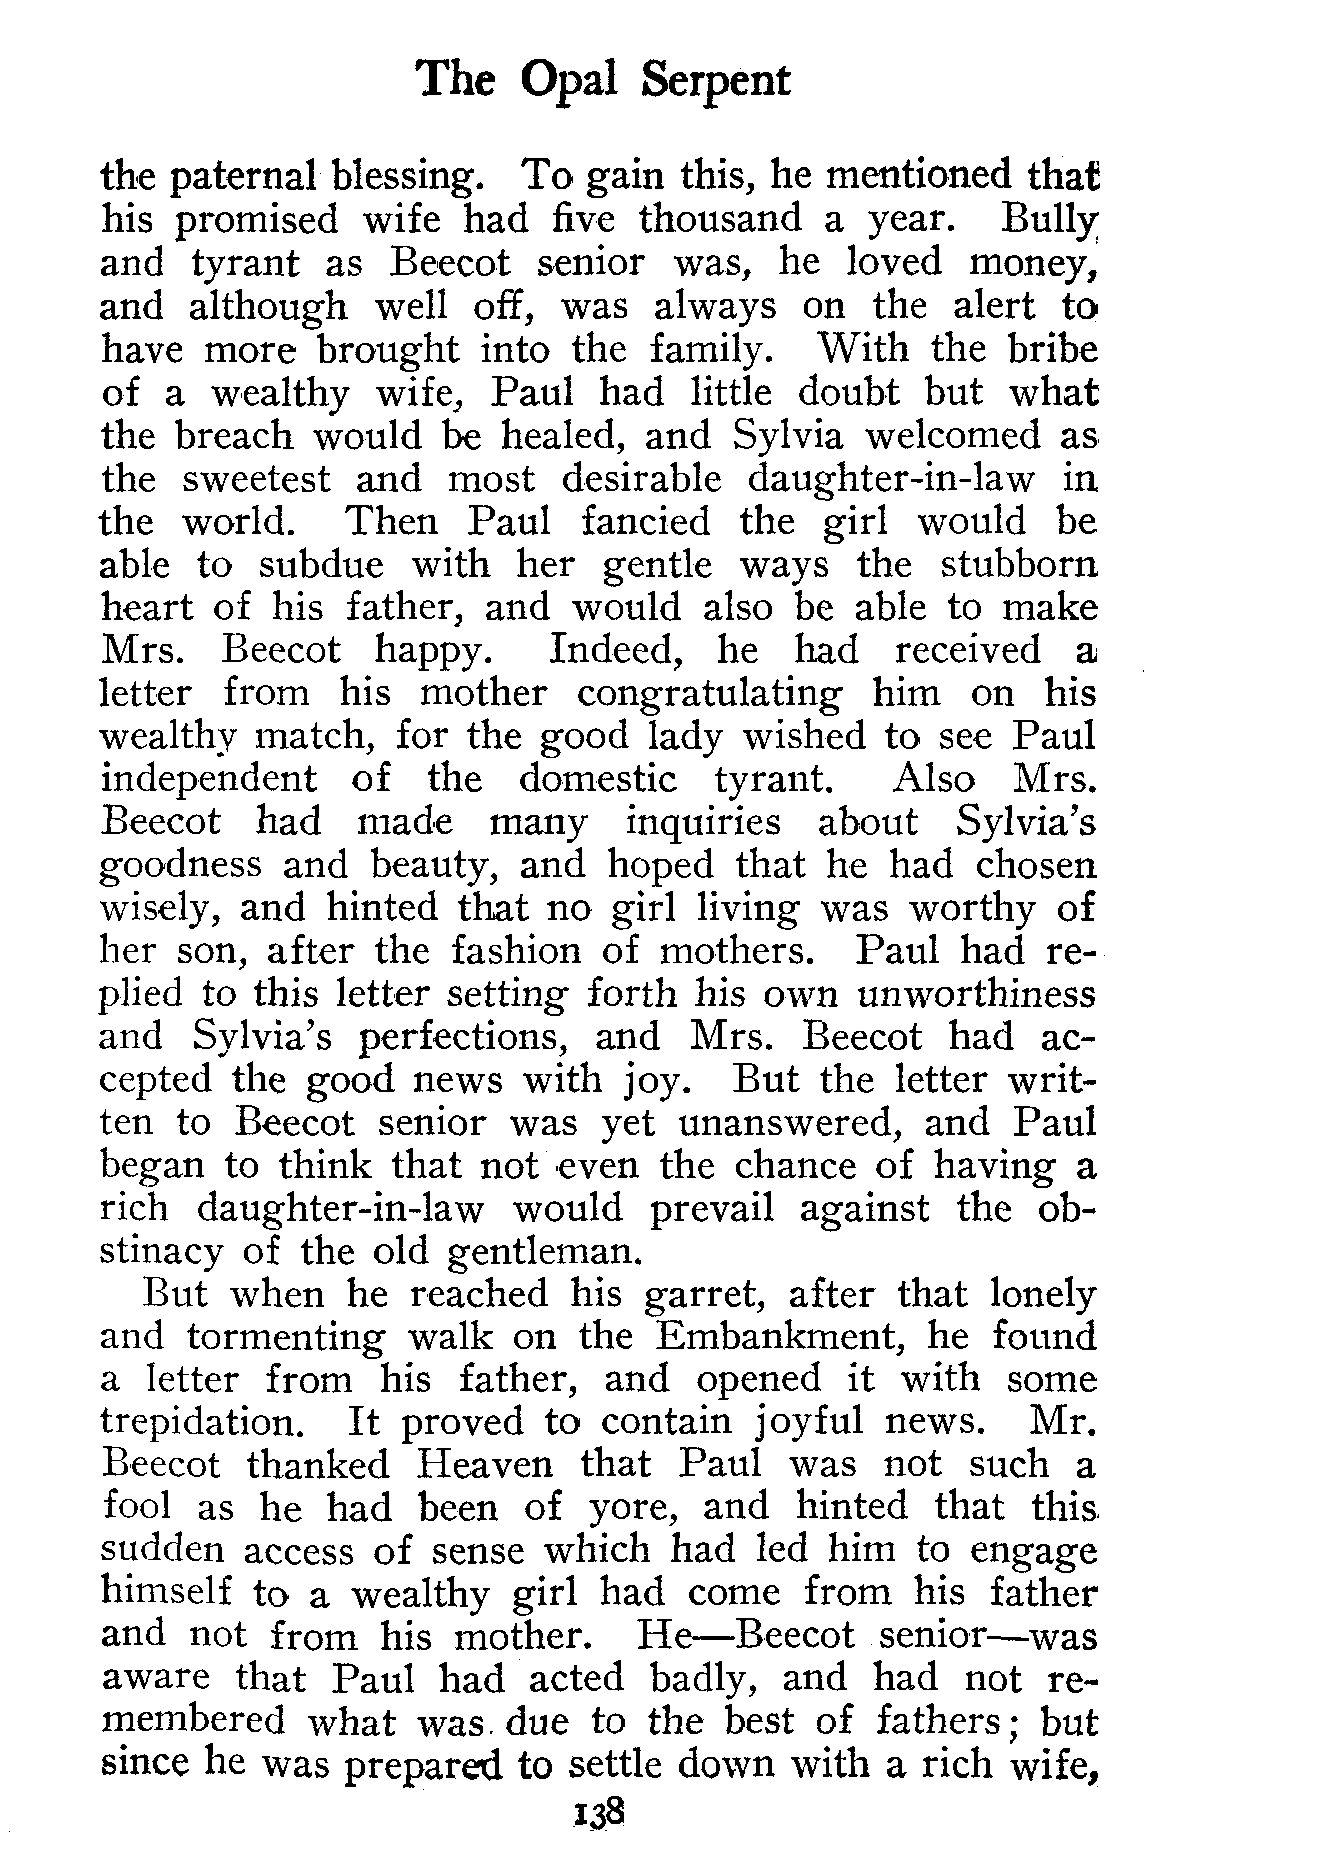 The Opal Serpent
the paternal blessing. To gain this, he mentioned that
his promised wife had five thousand a year. Bully
and tyrant as Beecot senior was, he loved money,
and although well off, was always on the alert to
have more brought into the family. With the bribe
of a wealthy wife, Paul had little doubt but what
the breach would be healed, and Sylvia welcomed as
the sweetest and most desirable daughter-in-law in
the world. Then Paul fancied the girl would be
able to subdue with her gentle ways the stubborn
heart of his father, and would also be able to make
Mrs. Beecot happy. Indeed, he had received a
letter from his mother congratulating him on his
wealthy match, for the good lady wished to see Paul
independent of the domestic tyrant. Also Mrs.
Beecot had made many inquiries about Sylvia's
goodness and beauty, and hoped that he had chosen
wisely, and hinted that no girl living was worthy of
her son, after the fashion of mothers. Paul had re-
plied to this letter setting forth his own unworthiness
and Sylvia's perfections, and Mrs. Beecot had ac-
cepted the good news with joy. But the letter writ-
ten to Beecot senior was yet unanswered, and Paul
began to think that not even the chance of having a
rich daughter-in-law would prevail against the ob-
stinacy of the old gentleman.
But when he reached his garret, after that lonely
and tormenting walk on the Embankment, he found
a letter from his father, and opened it with some
trepidation. It proved to contain joyful news. Mr.
Beecot thanked Heaven that Paul was not such a
fool as he had been of yore, and hinted that this
sudden access of sense which had led him to engage
himself to a wealthy girl had come from his father
and not from his mother. He—Beecot senior—was
aware that Paul had acted badly, and had not re-
membered what was due to the best of fathers; but
since he was prepared to settle down with a rich wife,
138